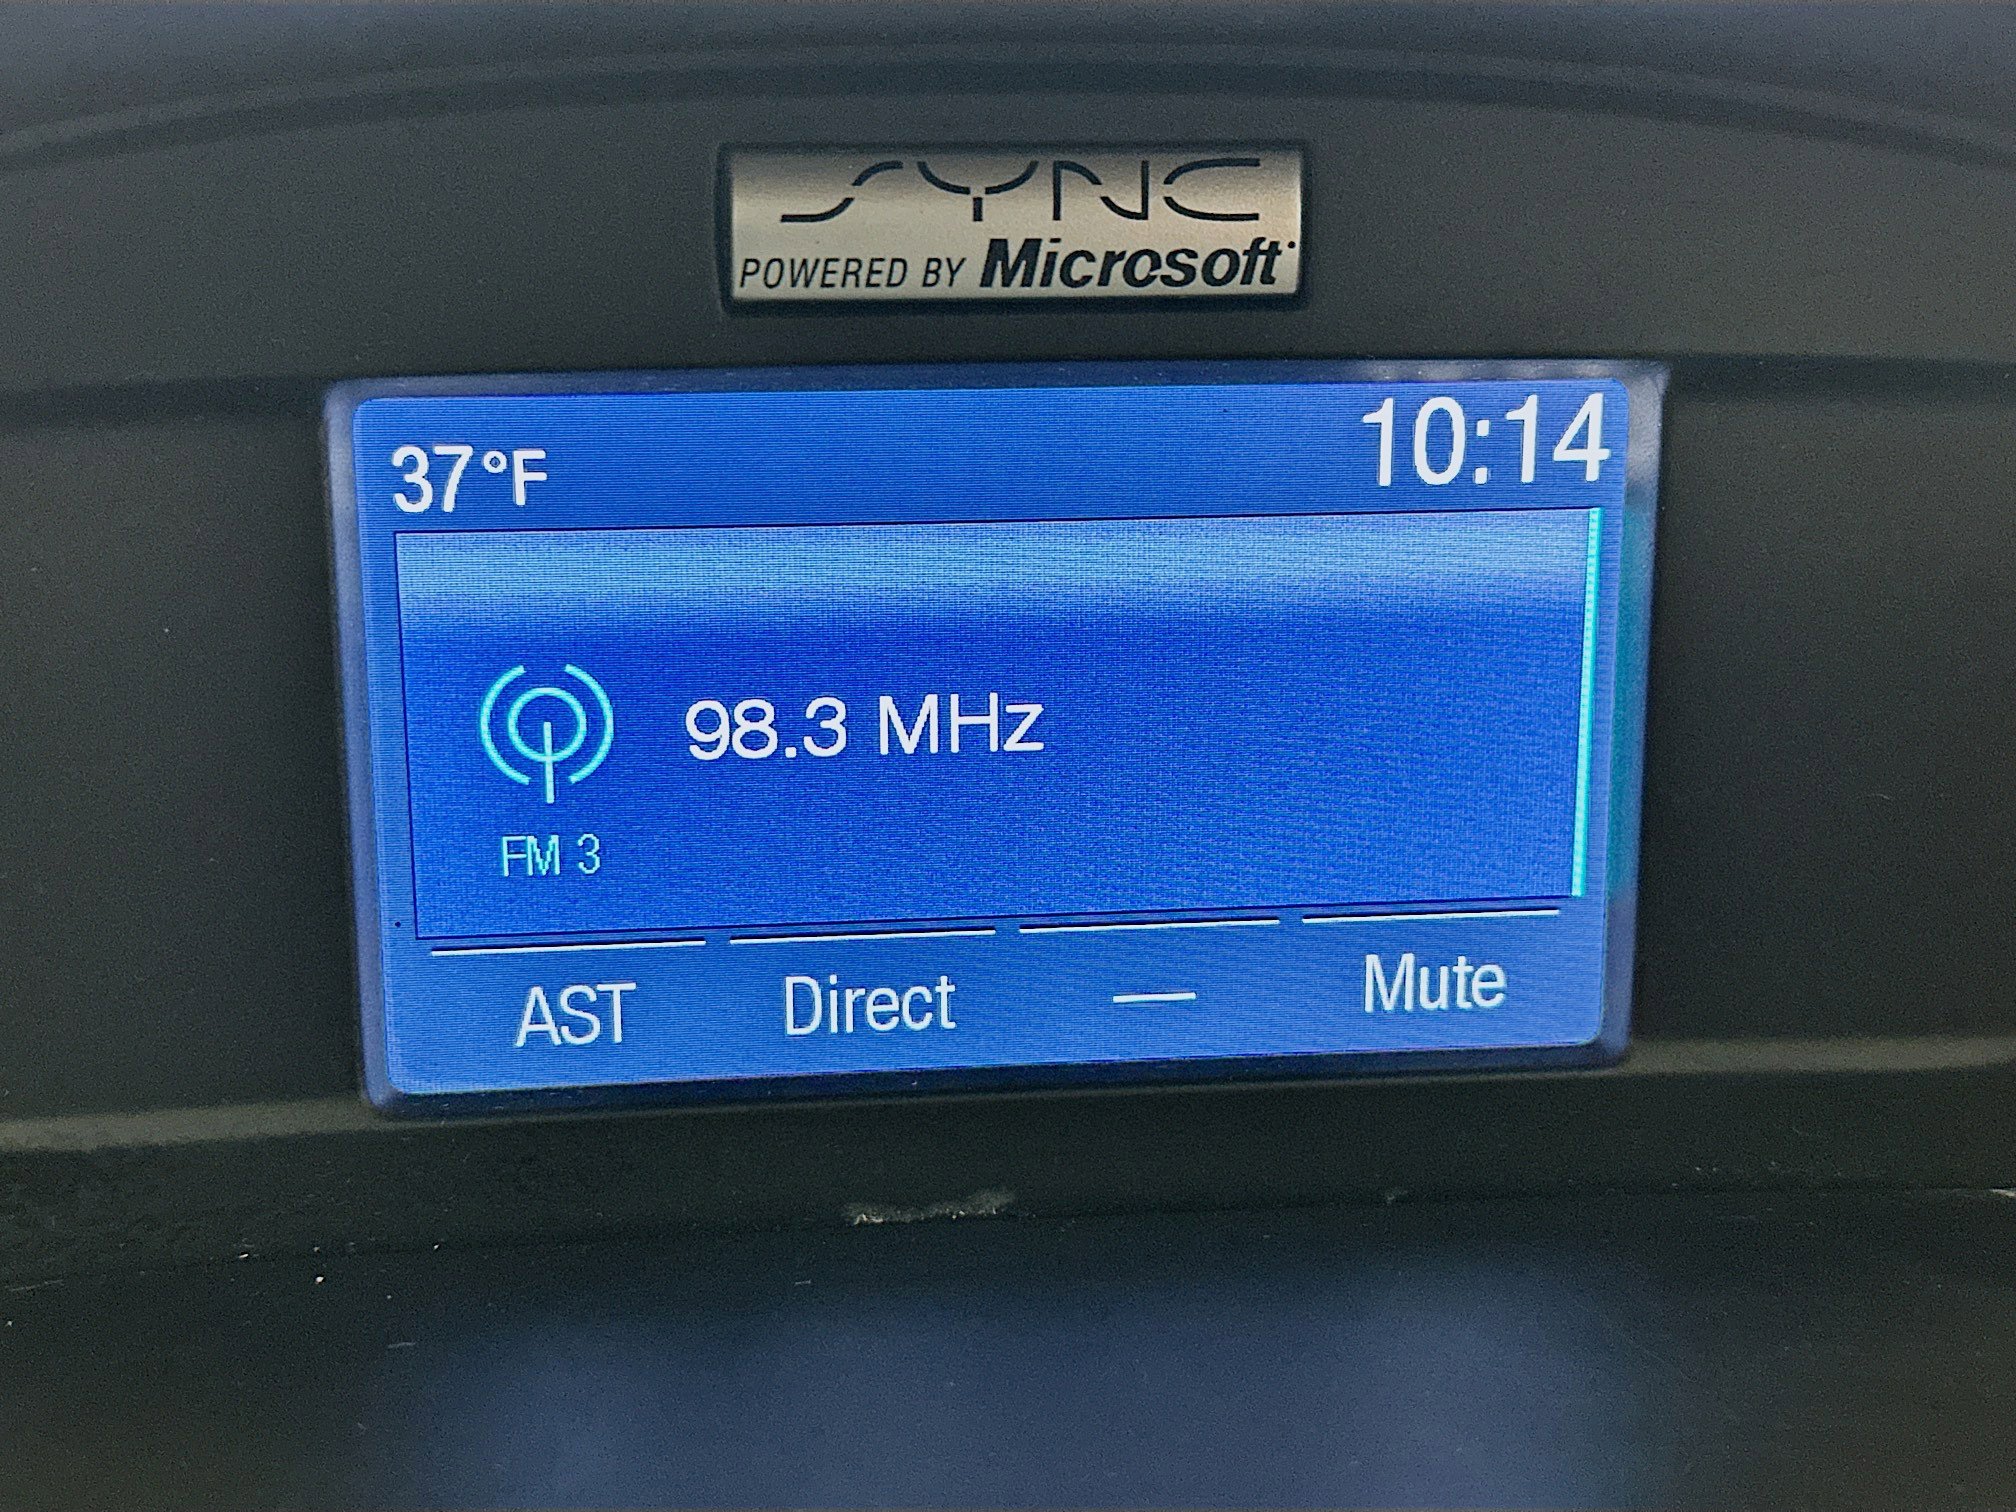 SYNC
POWERED BY Microsoft
37°F
10:14
98.3 MHz
FM 3
AST
Direct
—
Mute